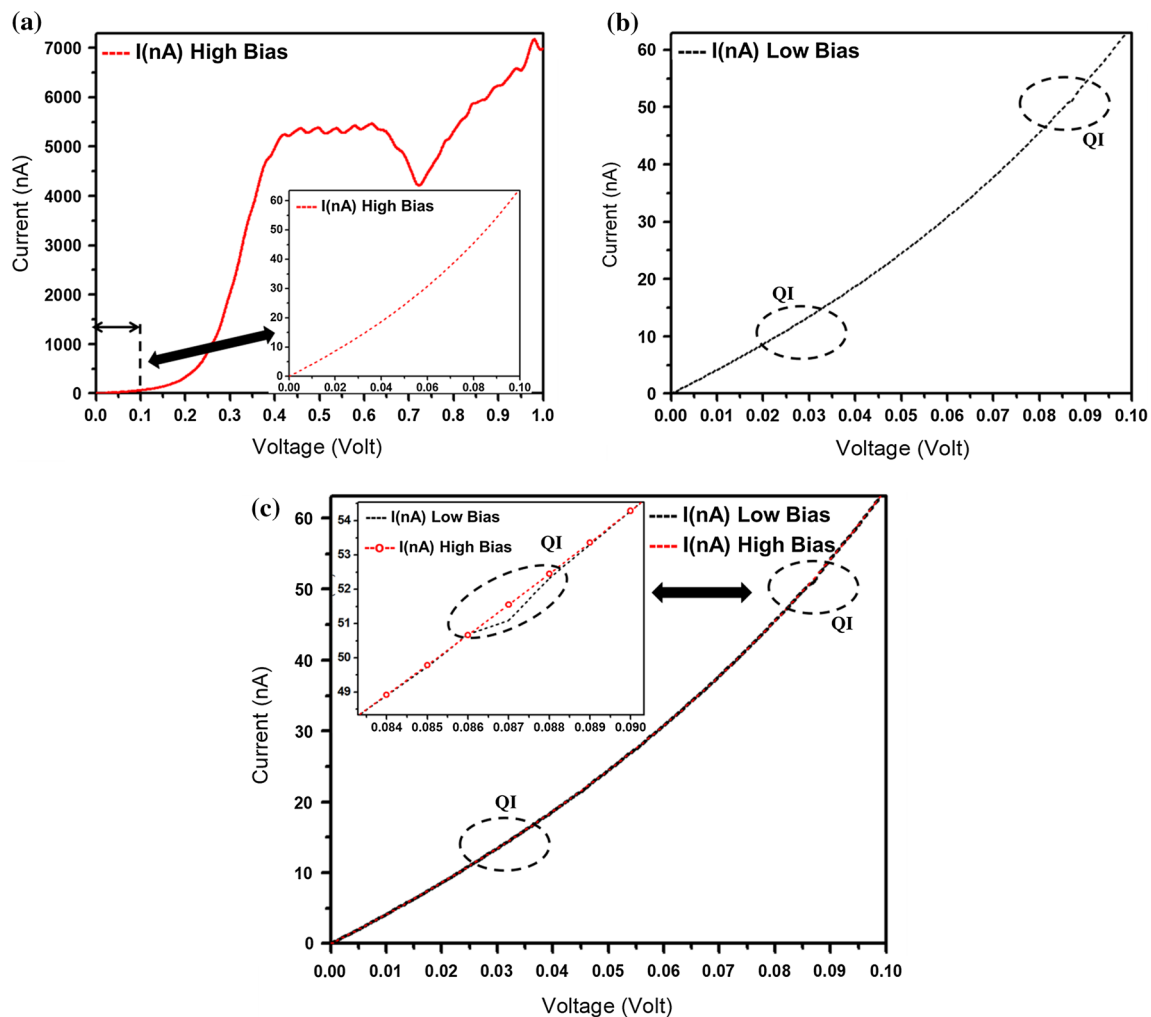 (a)
I(nA) High Bias
7000
6000
5000
4000
3000
2000
1000
0
Current (nA)
0.0 0.1 0.2 0.3 0.4 0.5 0.6 0.7 0.8 0.9 1.0
Voltage (Volt)
I(nA) High Bias
60
50
40
30
20
10
0
0.00 0.02 0.04 0.06 0.08 0.10
(b)
I(nA) Low Bias
60
50
40
30
20
10
0
Current (nA)
QI
QI
0.00 0.01 0.02 0.03 0.04 0.05 0.06 0.07 0.08 0.09 0.10
Voltage (Volt)
(c)
I(nA) Low Bias
I(nA) High Bias
60
50
40
30
20
10
0
Current (nA)
QI
QI
0.00 0.01 0.02 0.03 0.04 0.05 0.06 0.07 0.08 0.09 0.10
Voltage (Volt)
I(nA) Low Bias
I(nA) High Bias
QI
54
53
52
51
50
49
0.084 0.085 0.086 0.087 0.088 0.089 0.090